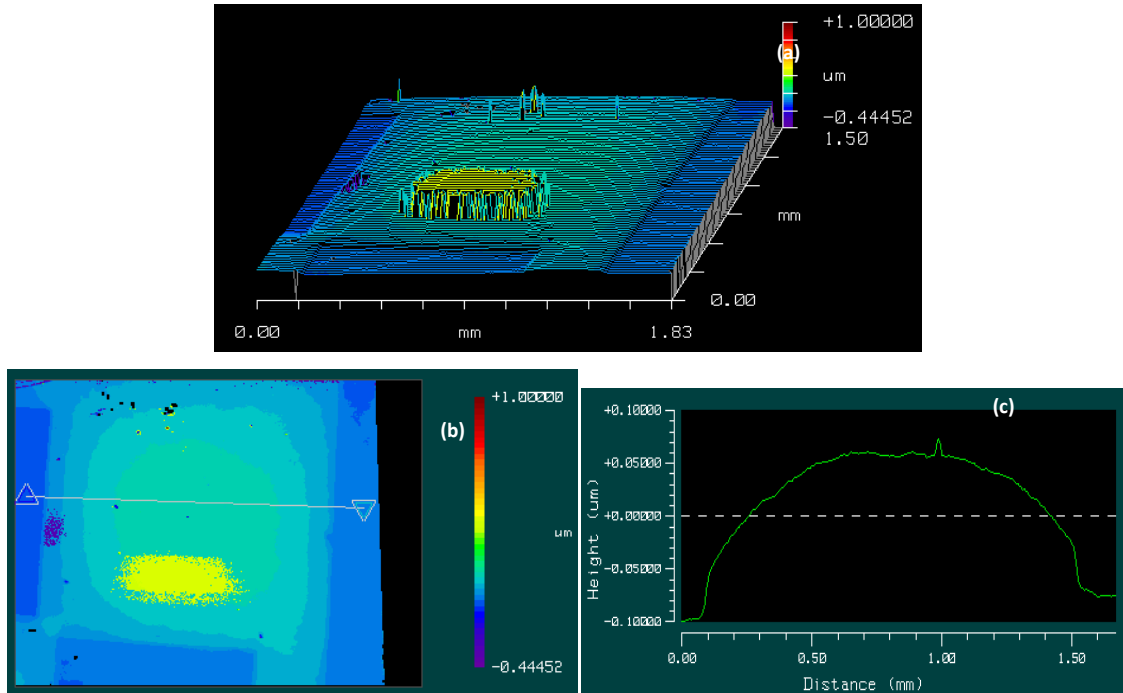 +1.00000
(a)
um
-0.44452
1.50
mm
0.00
0.00
mm
1.83
+1.00000
(b)
um
-0.44452
(c)
+0.10000
+0.05000
+0.00000
-0.05000
-0.10000
Height (um)
0.00
0.50
1.00
1.50
Distance (mm)